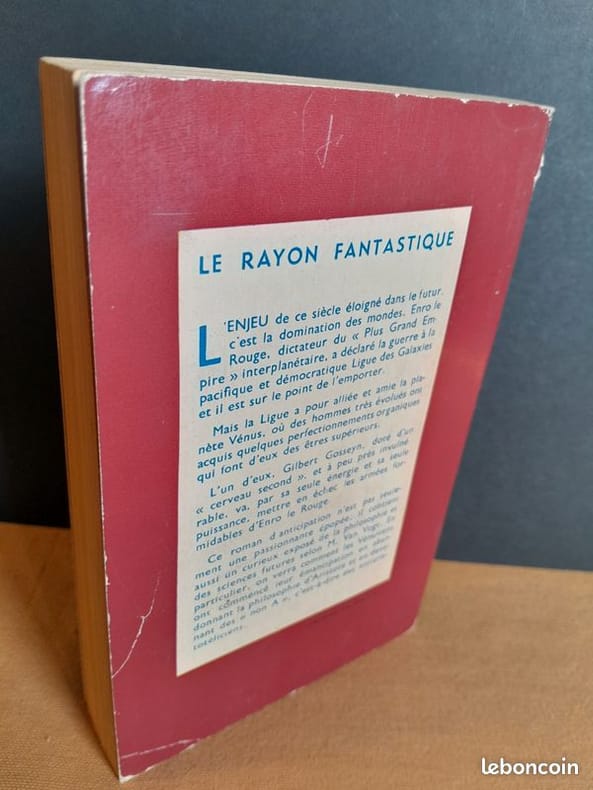 LE RAYON FANTASTIQUE
L'ENJEU de ce siècle éloigné dans le futur,
c'est la domination des mondes. Enro le
Rouge, dictateur du « Plus Grand Em-
pire » interplanétaire, a déclaré la guerre à la
pacifique et démocratique Ligue des Galaxies
et il est sur le point de l'emporter.
Mais la Ligue a pour alliée et amie la pla-
nète Vénus, où des hommes très évolués ont
acquis quelques perfectionnements organiques
qui font d'eux des êtres supérieurs.
L'un d'eux, Gilbert Gosseyn, doté d'un
« cerveau second », et à peu près invulné-
rable, va, par sa seule énergie et sa seule
puissance, mettre en échec les armées for-
midables d'Enro le Rouge.
Ce roman d'anticipation n'est pas seule-
ment une passionnante épopée, il contient
aussi un curieux exposé de la philosophie et
des sciences futures selon M. Van Vogt. En
particulier, on verra comment les Vénusiens
ont commencé leur émancipation en aban-
donnant la philosophie d'Aristote et en deve-
nant des « non A », c'est-à-dire des
totéliciens.
leboncoin